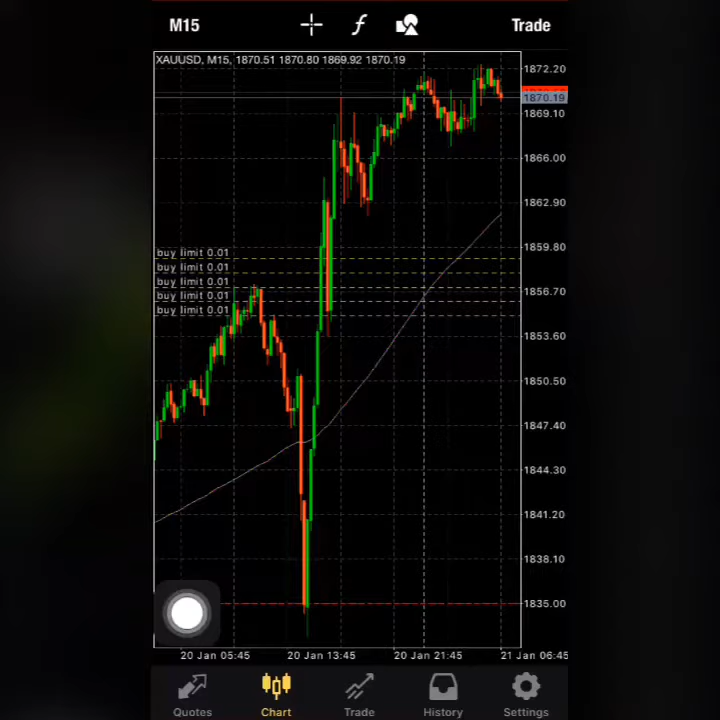 M15 Trade
XAUUSD, M15, 1870.51 1870.80 1869.92 1870.19
1872.20
1870.19
1869.10
1866.00
1862.90
1859.80
buy limit 0.01
buy limit 0.01
buy limit 0.01
1856.70
buy limit 0.01
buy limit 0.01
1853.60
1850.50
1847.40
1844.30
1841.20
1838.10
1835.00
20 Jan 05:45 20 Jan 13:45 20 Jan 21:45 21 Jan 06:45
Quotes Chart Trade History Settings